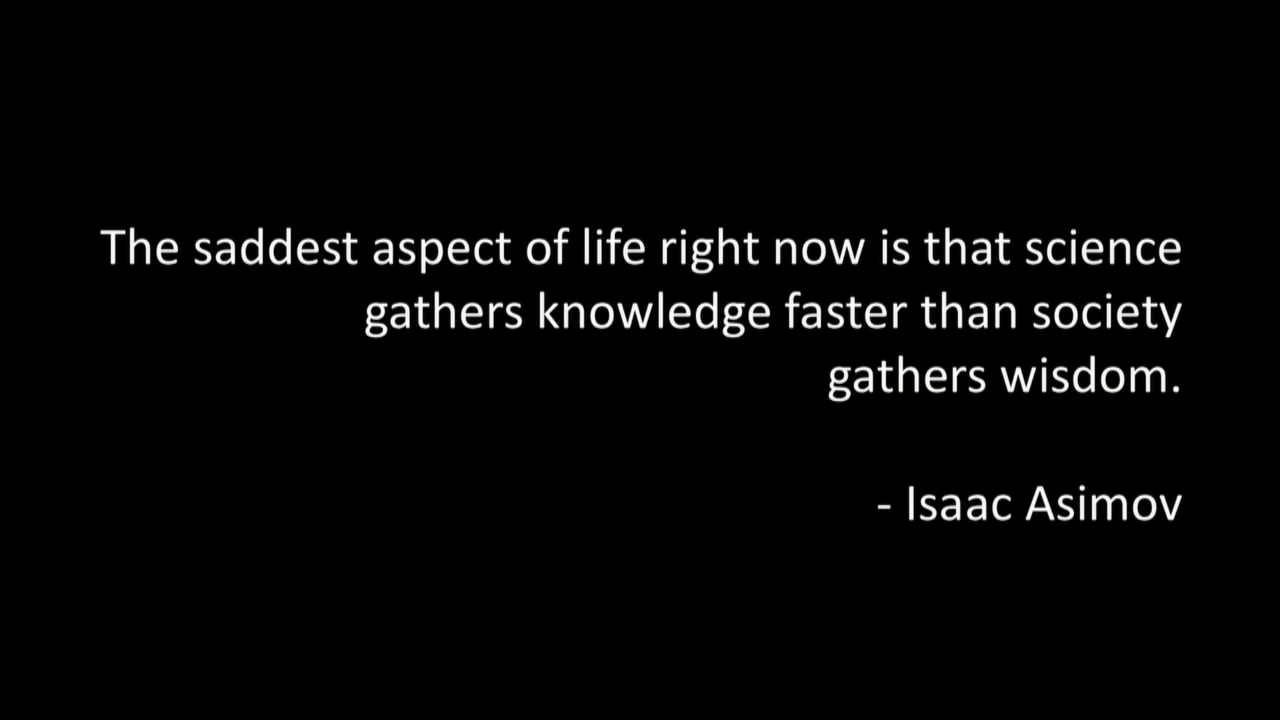 The saddest aspect of life right now is that science
gathers knowledge faster than society
gathers wisdom.
- Isaac Asimov